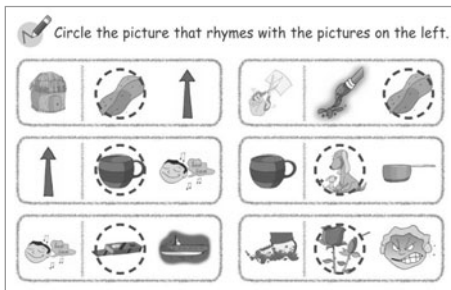 Circle the picture that rhymes with the pictures on the left.